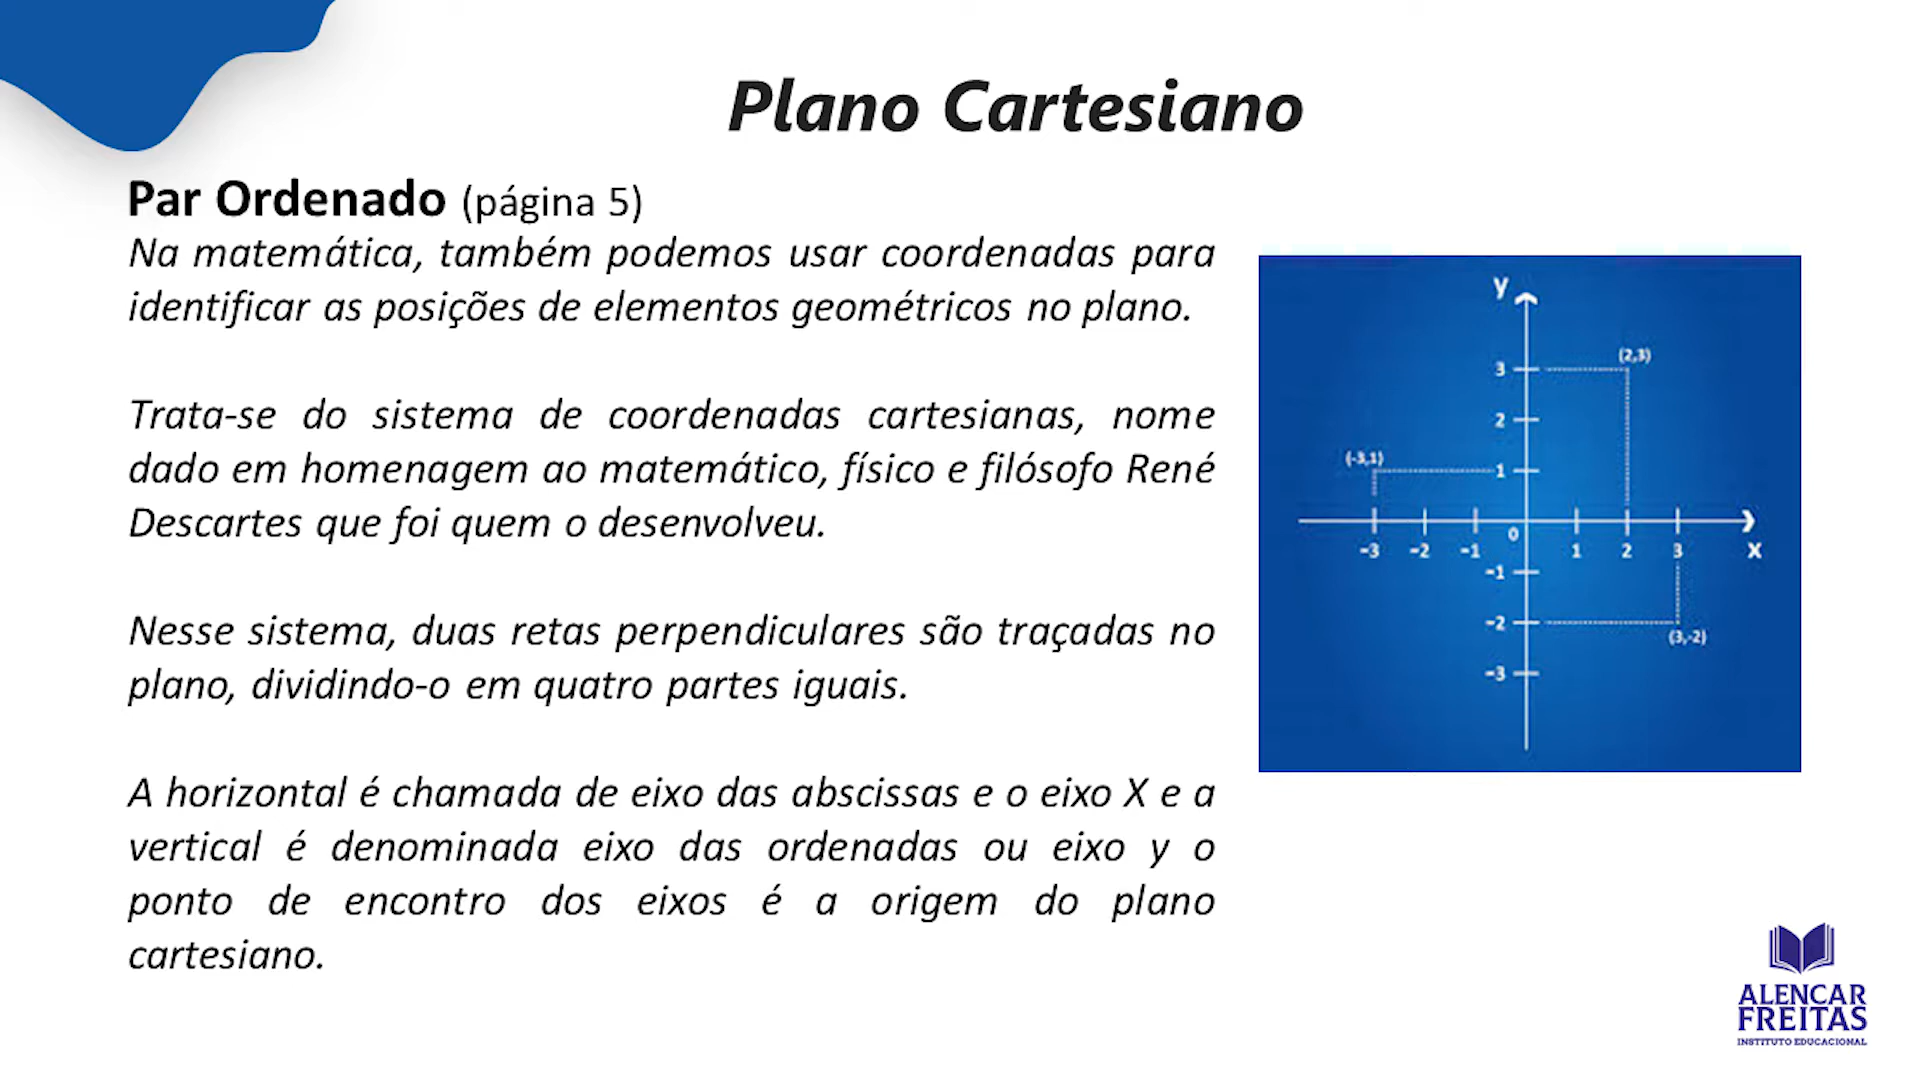 Plano Cartesiano
Par Ordenado (página 5)
Na matemática, também podemos usar coordenadas para
identificar as posições de elementos geométricos no plano.
Trata-se do sistema de coordenadas cartesianas, nome
dado em homenagem ao matemático, físico e filósofo René
Descartes que foi quem o desenvolveu.
Nesse sistema, duas retas perpendiculares são traçadas no
plano, dividindo-o em quatro partes iguais.
A horizontal é chamada de eixo das abscissas e o eixo X e a
vertical é denominada eixo das ordenadas ou eixo y o
ponto de encontro dos eixos é a origem do plano
cartesiano.
y
(2,3)
3
2
(-3,1)
1
0
-3 -2 -1 1 2 3 x
-1
-2
(3,-2)
-3
ALENCAR
FREITAS
INSTITUTO EDUCACIONAL